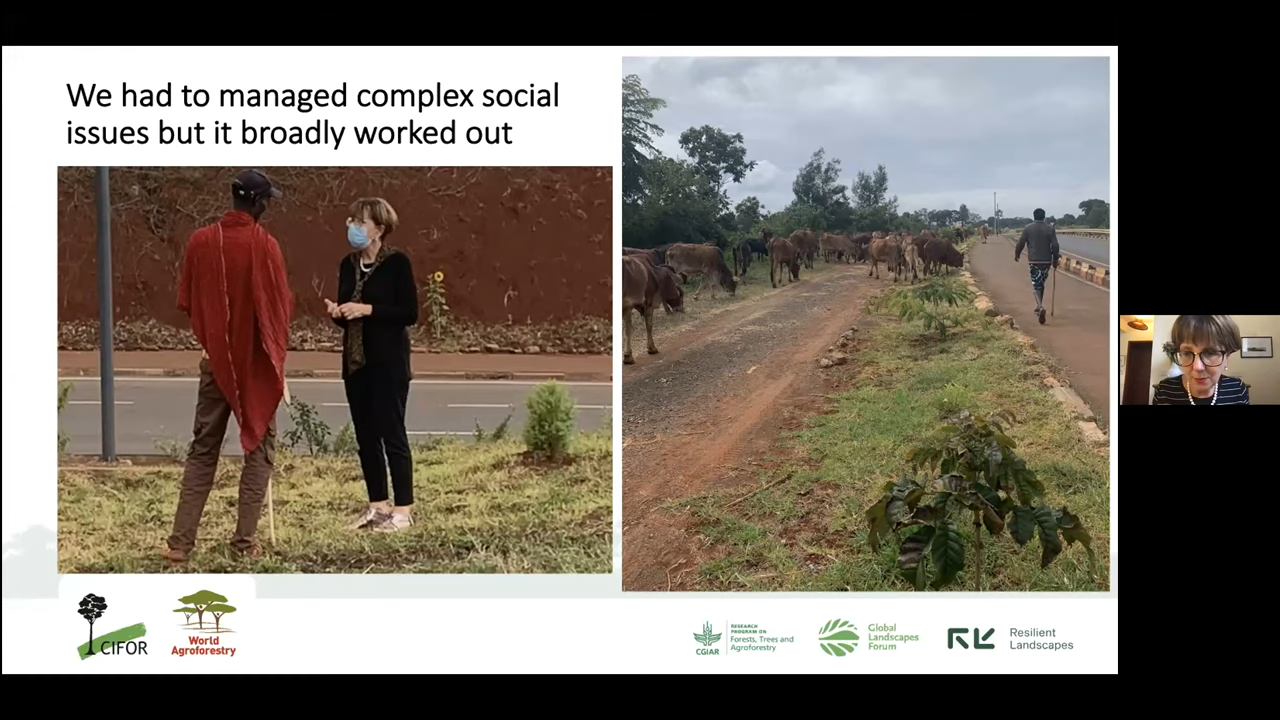 We had to managed complex social
issues but it broadly worked out
CIFOR
World
Agroforestry
CGIAR
RESEARCH
PROGRAM ON
Forests, Trees and
Agroforestry
Global
Landscapes
Forum
Resilient
Landscapes